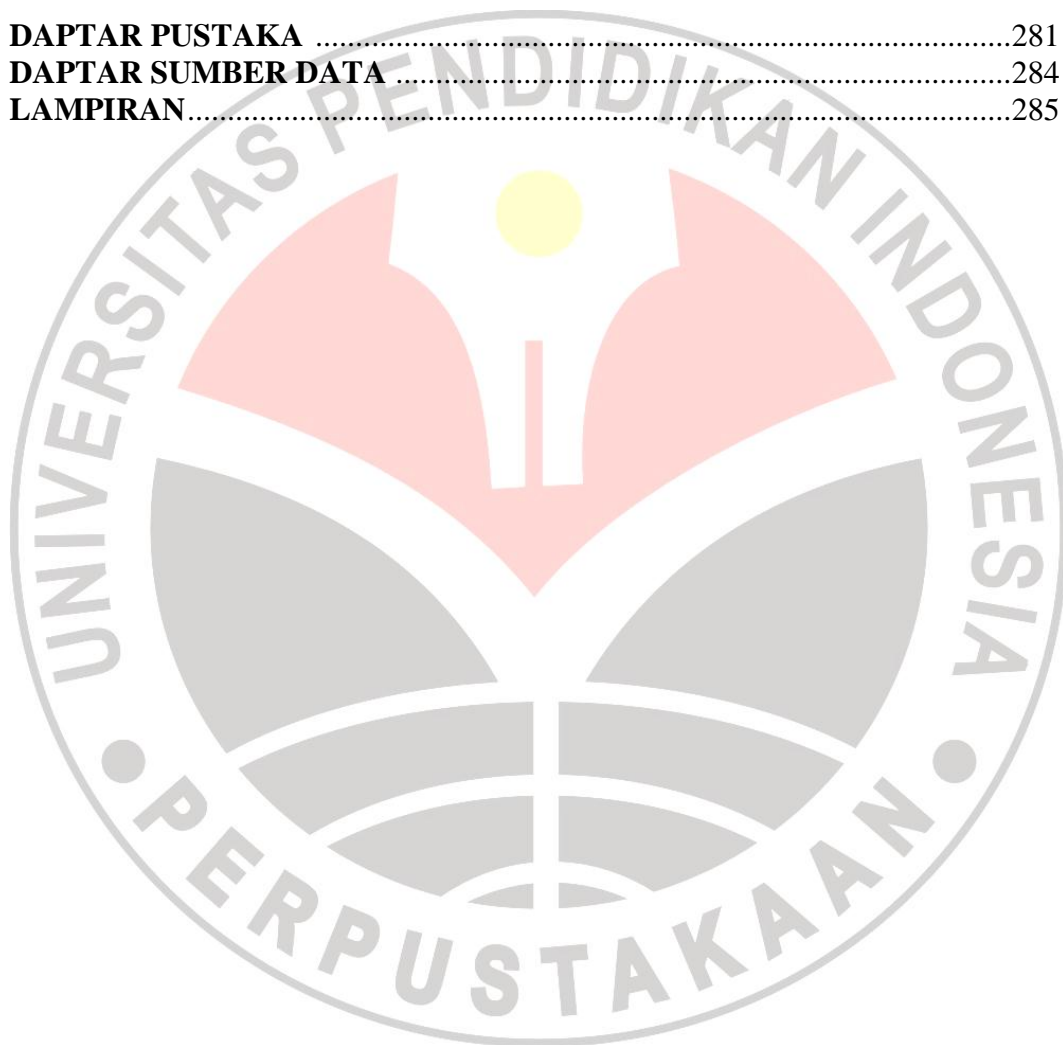 DAPTAR PUSTAKA ........................................................................................281
DAPTAR SUMBER DATA ..............................................................................284
LAMPIRAN........................................................................................................285
UNIVERSITAS PENDIDIKAN INDONESIA
PERPUSTAKAAN